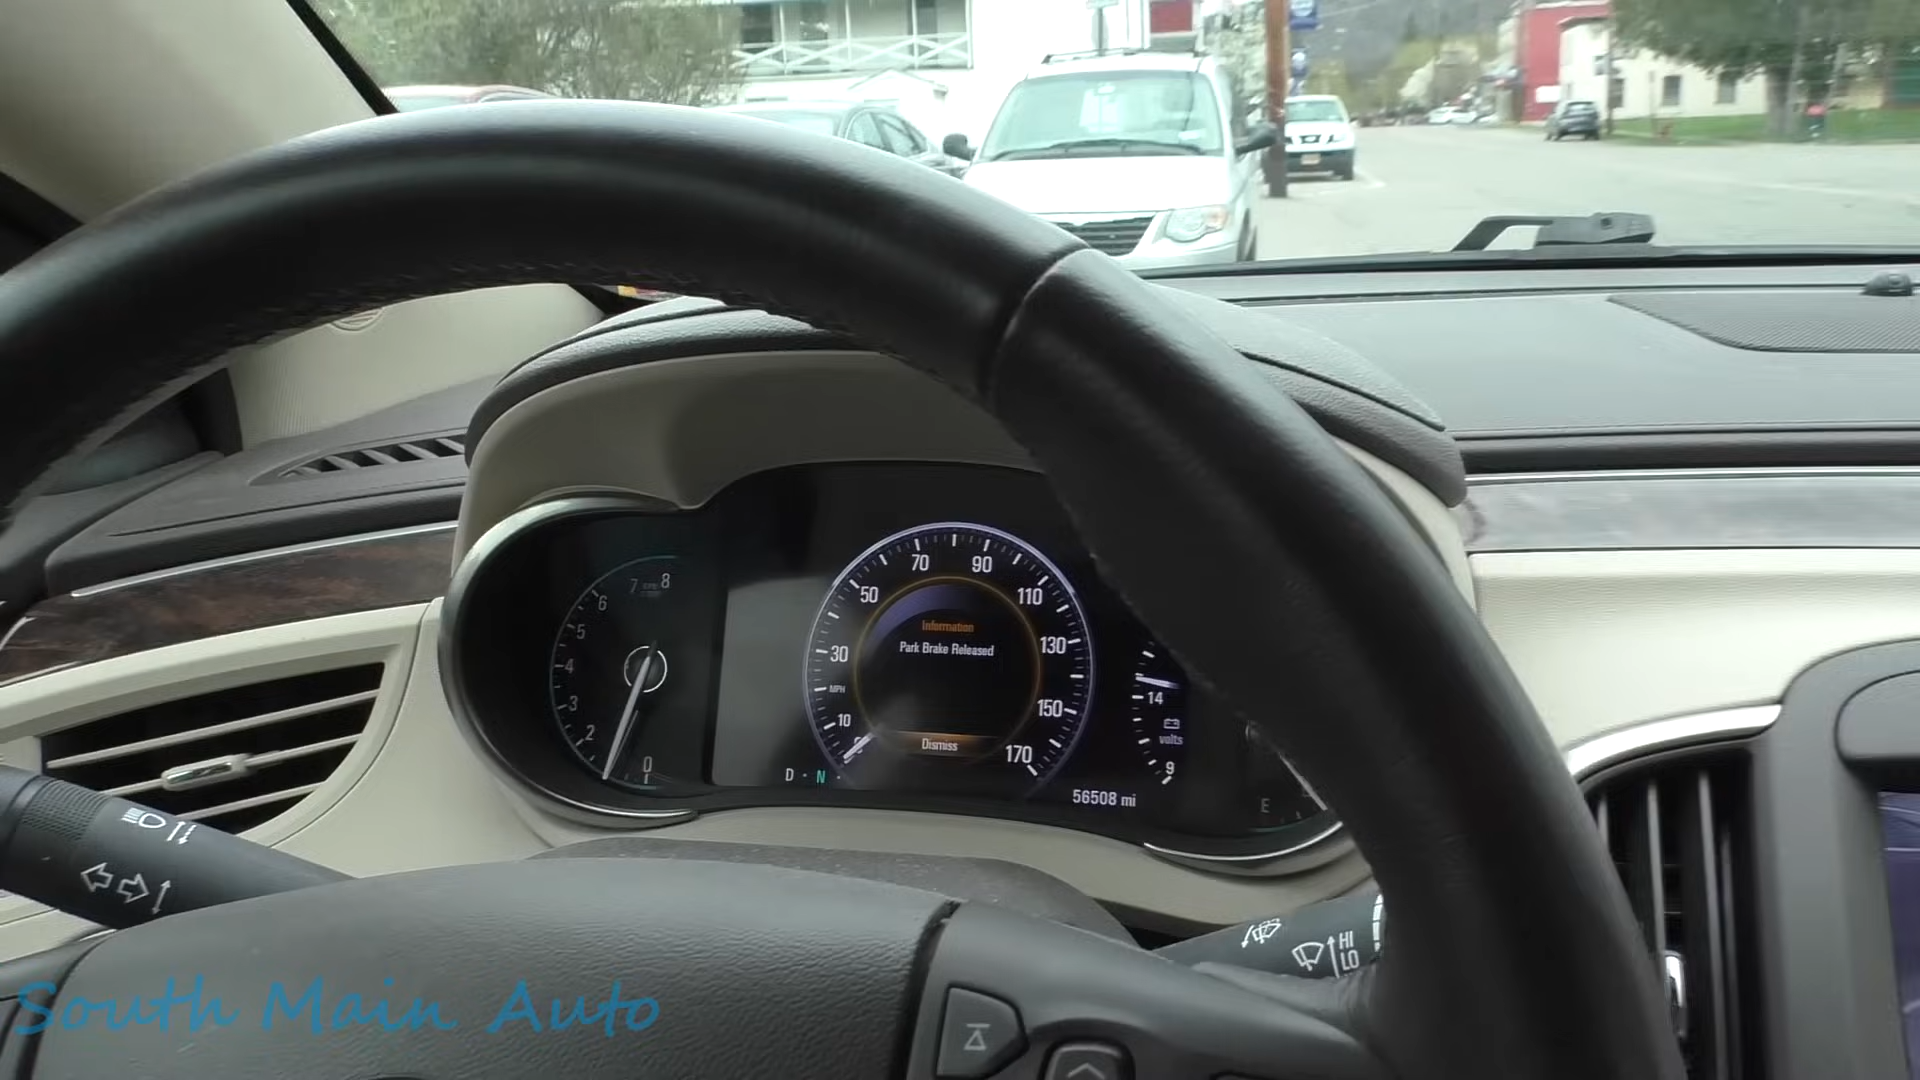 7 8
6
5
4
3
2
0
70 90
50 110
30 130
MPH
10 150
0 170
Information
Park Brake Released
Dismiss
D - N
14
volts
9
56508 mi
E
HI
LO
South Main Auto